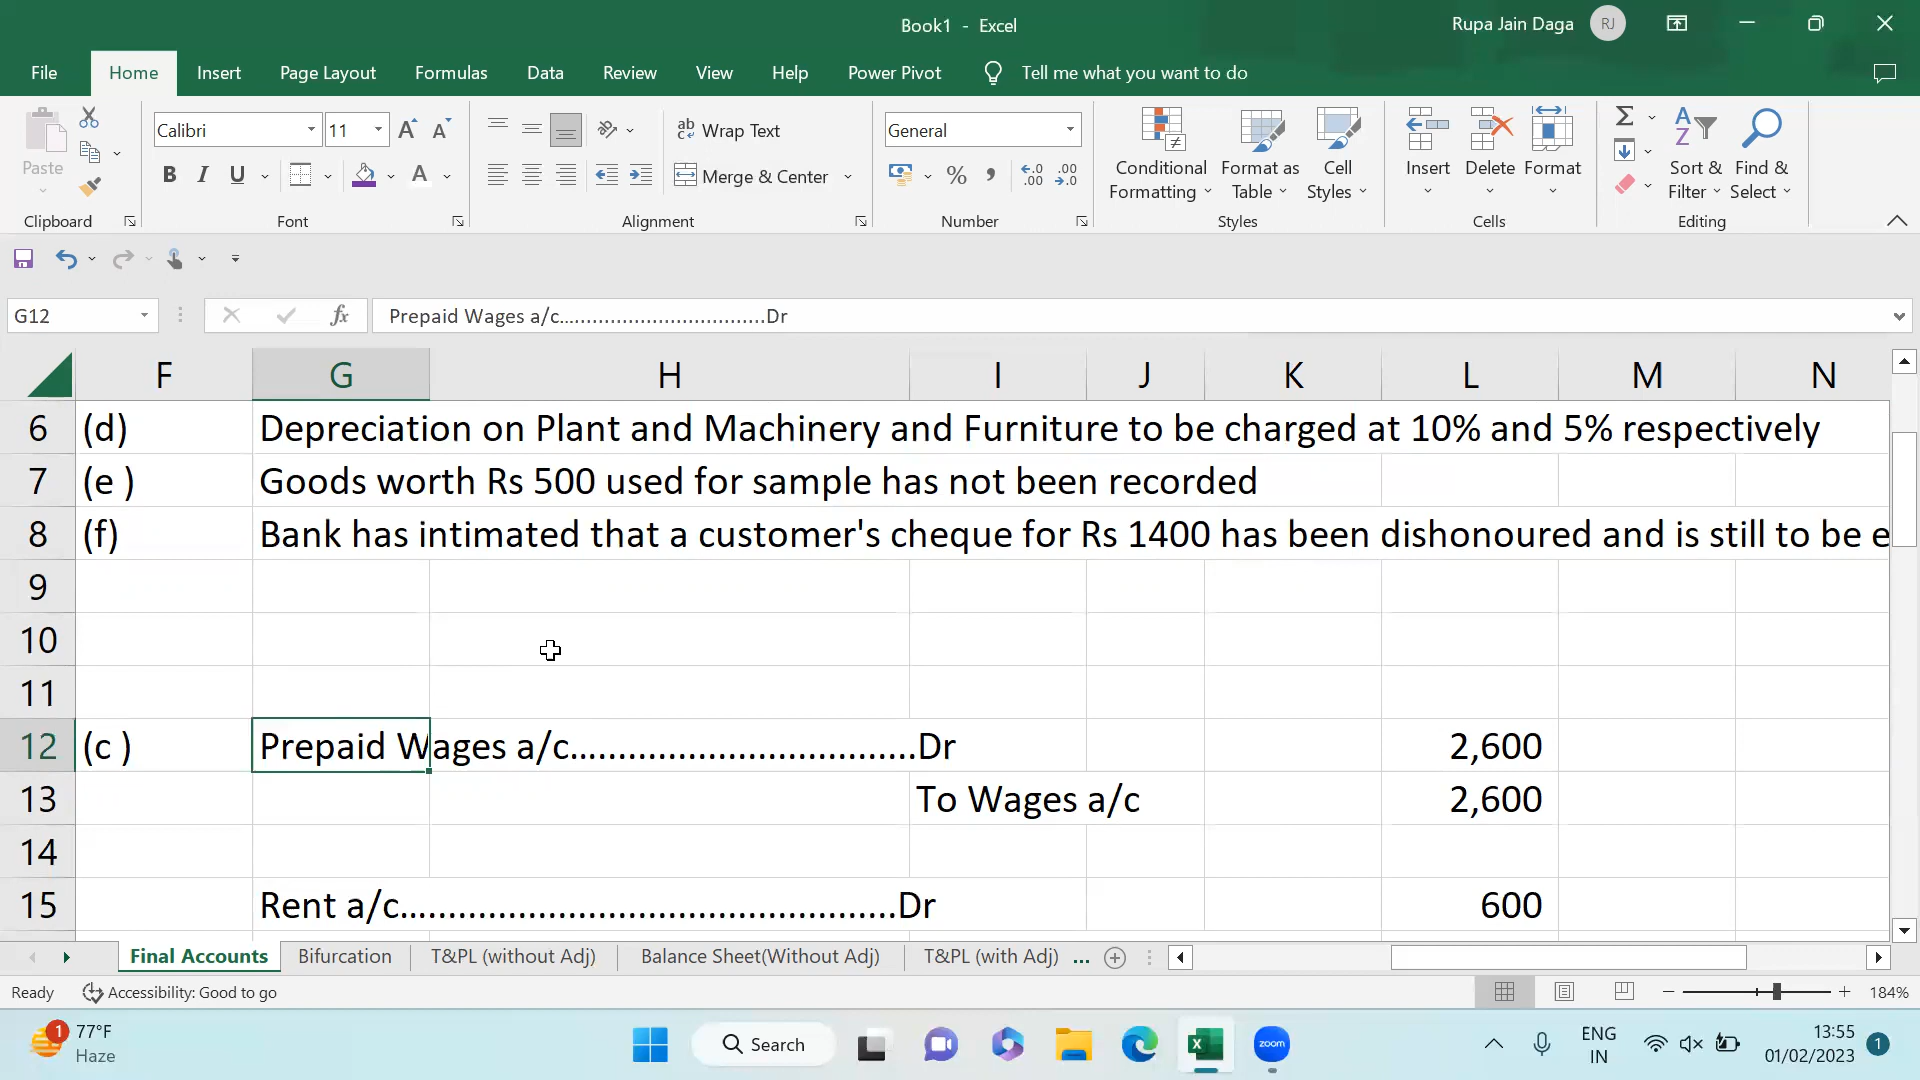 Book1 - Excel
Rupa Jain Daga RJ
File Home Insert Page Layout Formulas Data Review View Help Power Pivot Tell me what you want to do
Paste
Clipboard
Calibri 11
B I U
Font
Wrap Text
Merge & Center
Alignment
General
Number
Conditional Formatting
Format as Table
Cell Styles
Styles
Insert
Delete
Format
Cells
Sort & Filter
Find & Select
Editing
G12 fx Prepaid Wages a/c.................................Dr
F G H I J K L M N
6 (d) Depreciation on Plant and Machinery and Furniture to be charged at 10% and 5% respectively
7 (e ) Goods worth Rs 500 used for sample has not been recorded
8 (f) Bank has intimated that a customer's cheque for Rs 1400 has been dishonoured and is still to be e
9
10
11
12 (c ) Prepaid Wages a/c.................................Dr 2,600
13 To Wages a/c 2,600
14
15 Rent a/c...............................................Dr 600
Final Accounts Bifurcation T&PL (without Adj) Balance Sheet(Without Adj) T&PL (with Adj) ...
Ready Accessibility: Good to go 184%
1 77°F
Haze
Search
zoom
ENG
IN
13:55
01/02/2023
1